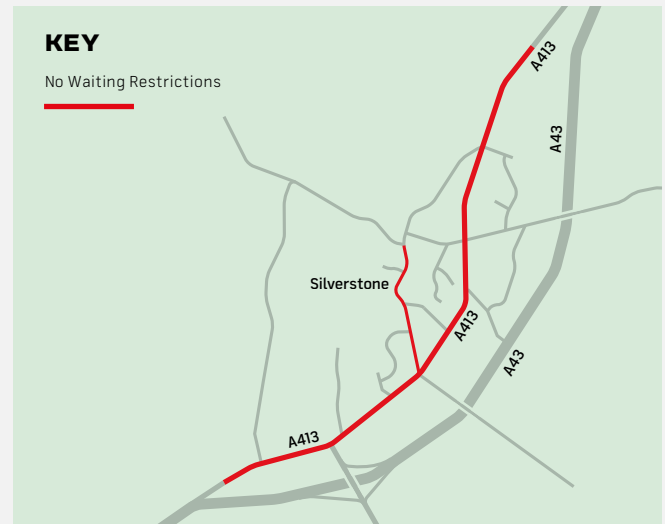 KEY
No Waiting Restrictions
A413
A43
Silverstone
A413
A43
A413